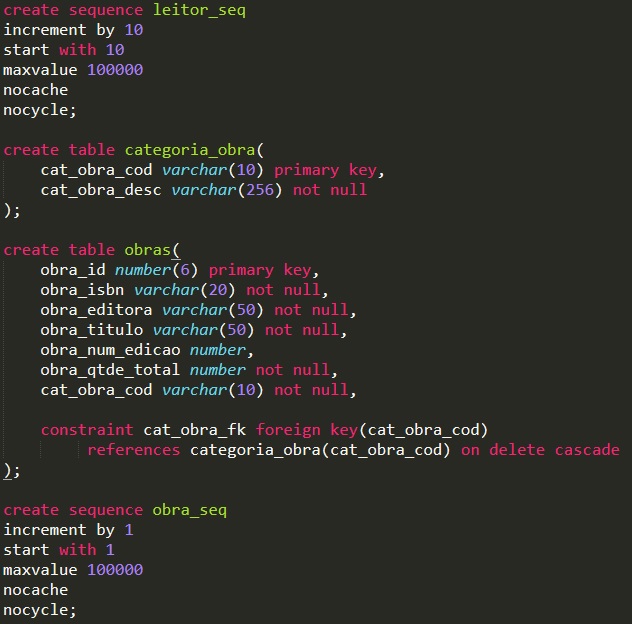 create sequence leitor_seq
increment by 10
start with 10
maxvalue 100000
nocache
nocycle;
create table categoria_obra(
cat_obra_cod varchar(10) primary key,
cat_obra_desc varchar(256) not null
);
create table obras(
obra_id number(6) primary key,
obra_isbn varchar(20) not null,
obra_editora varchar(50) not null,
obra_titulo varchar(50) not null,
obra_num_edicao number,
obra_qtde_total number not null,
cat_obra_cod varchar(10) not null,
constraint cat_obra_fk foreign key(cat_obra_cod)
references categoria_obra(cat_obra_cod) on delete cascade
);
create sequence obra_seq
increment by 1
start with 1
maxvalue 100000
nocache
nocycle;